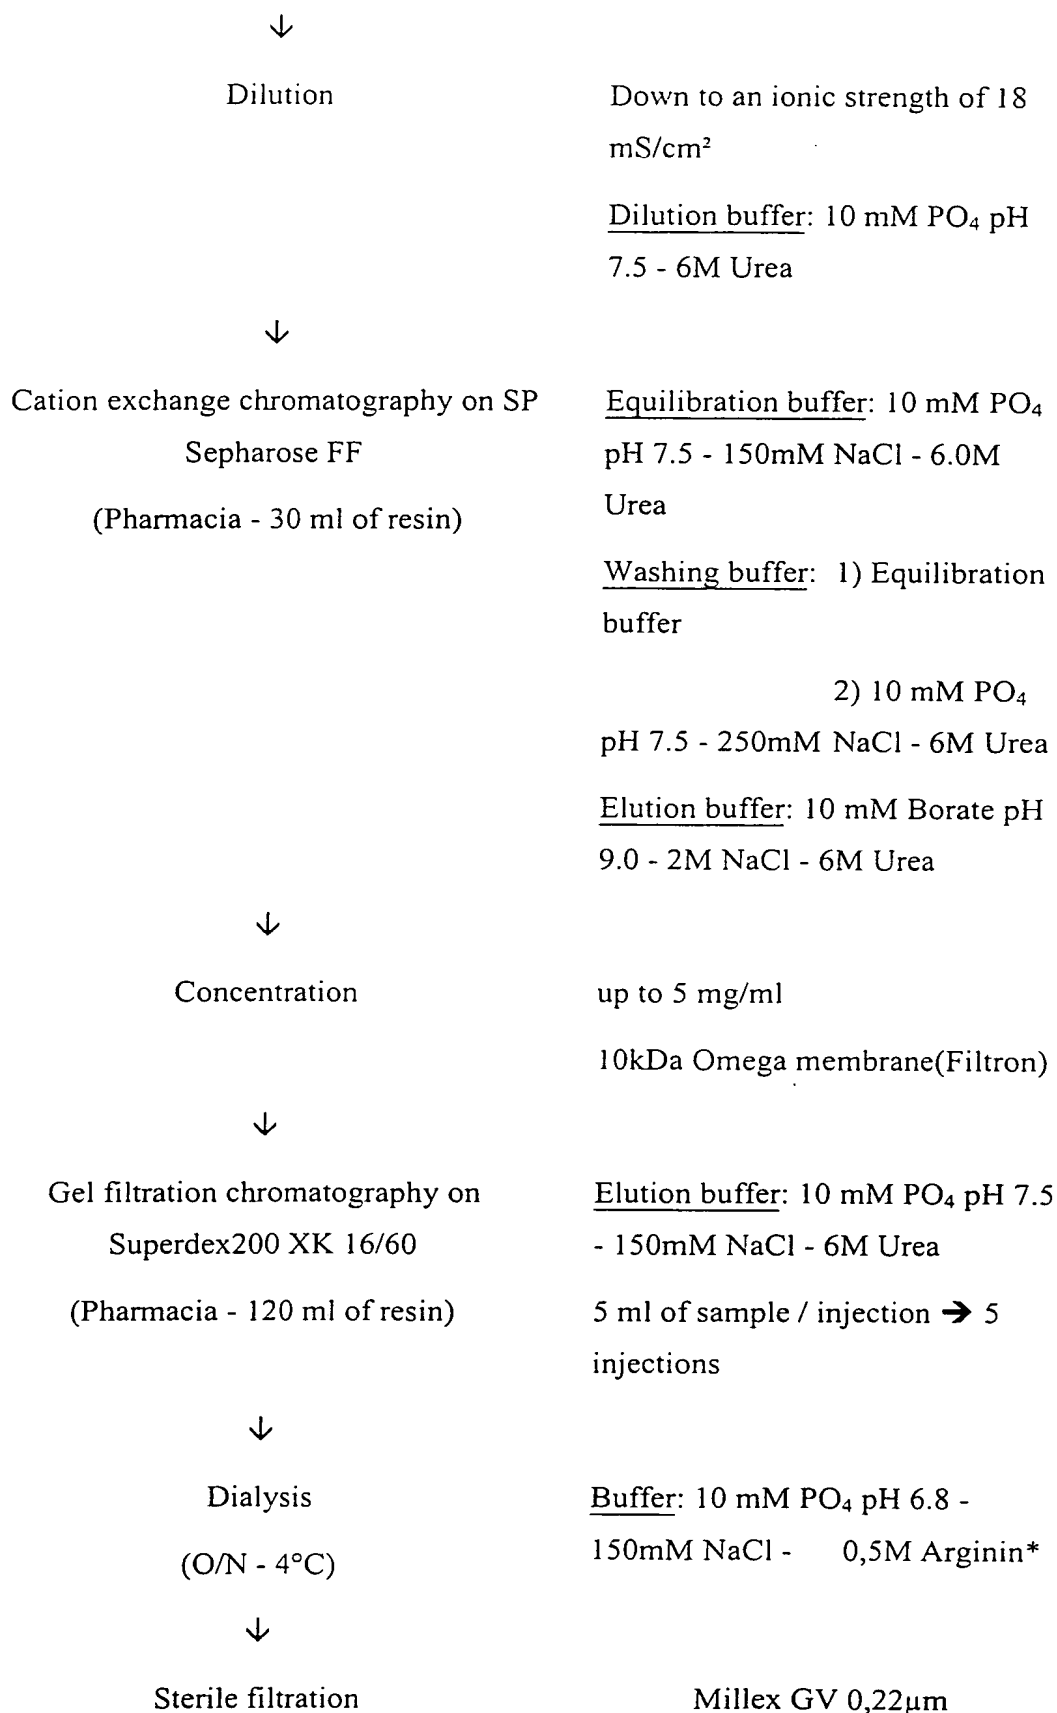 ↓
Dilution
Down to an ionic strength of 18
mS/cm²
Dilution buffer: 10 mM PO₄ pH
7.5 - 6M Urea
↓
Cation exchange chromatography on SP
Sepharose FF
(Pharmacia - 30 ml of resin)
Equilibration buffer: 10 mM PO₄
pH 7.5 - 150mM NaCl - 6.0M
Urea
Washing buffer: 1) Equilibration
buffer
2) 10 mM PO₄
pH 7.5 - 250mM NaCl - 6M Urea
Elution buffer: 10 mM Borate pH
9.0 - 2M NaCl - 6M Urea
↓
Concentration
up to 5 mg/ml
10kDa Omega membrane(Filtron)
↓
Gel filtration chromatography on
Superdex200 XK 16/60
(Pharmacia - 120 ml of resin)
Elution buffer: 10 mM PO₄ pH 7.5
- 150mM NaCl - 6M Urea
5 ml of sample / injection ➔ 5
injections
↓
Dialysis
(O/N - 4°C)
Buffer: 10 mM PO₄ pH 6.8 -
150mM NaCl - 0,5M Arginin*
↓
Sterile filtration
Millex GV 0,22µm